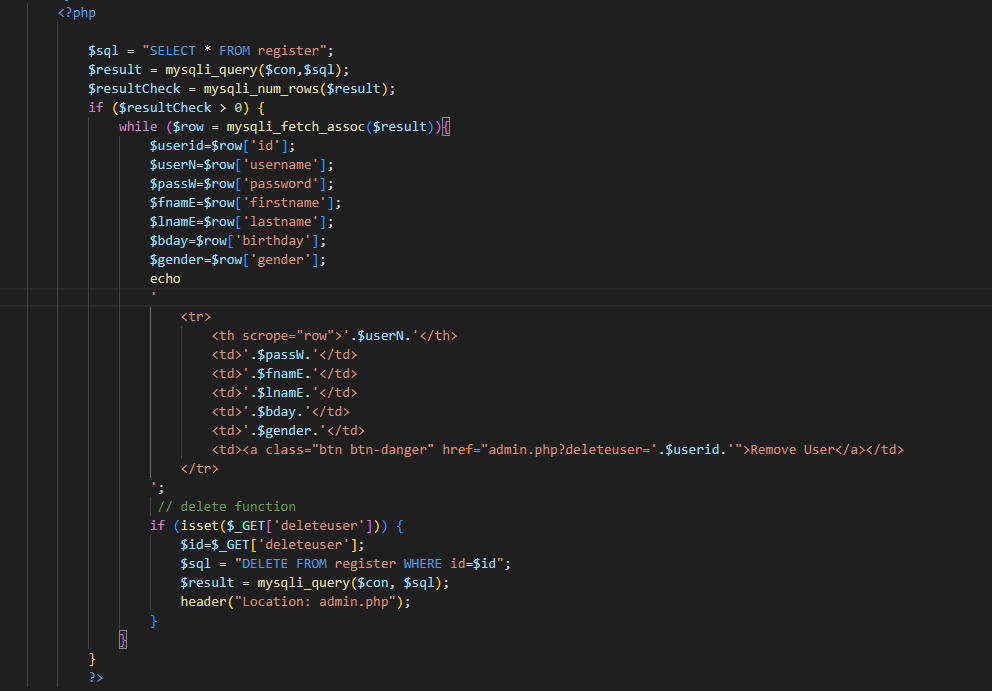 <?php
$sql = "SELECT * FROM register";
$result = mysqli_query($con,$sql);
$resultCheck = mysqli_num_rows($result);
if ($resultCheck > 0) {
while ($row = mysqli_fetch_assoc($result)){
$userid=$row['id'];
$userN=$row['username'];
$passW=$row['password'];
$fnamE=$row['firstname'];
$lnamE=$row['lastname'];
$bday=$row['birthday'];
$gender=$row['gender'];
echo
'
<tr>
<th scrope="row">'.$userN.'</th>
<td>'.$passW.'</td>
<td>'.$fnamE.'</td>
<td>'.$lnamE.'</td>
<td>'.$bday.'</td>
<td>'.$gender.'</td>
<td><a class="btn btn-danger" href="admin.php?deleteuser='.$userid.'">Remove User</a></td>
</tr>
';
// delete function
if (isset($_GET['deleteuser'])) {
$id=$_GET['deleteuser'];
$sql = "DELETE FROM register WHERE id=$id";
$result = mysqli_query($con, $sql);
header("Location: admin.php");
}
}
}
?>